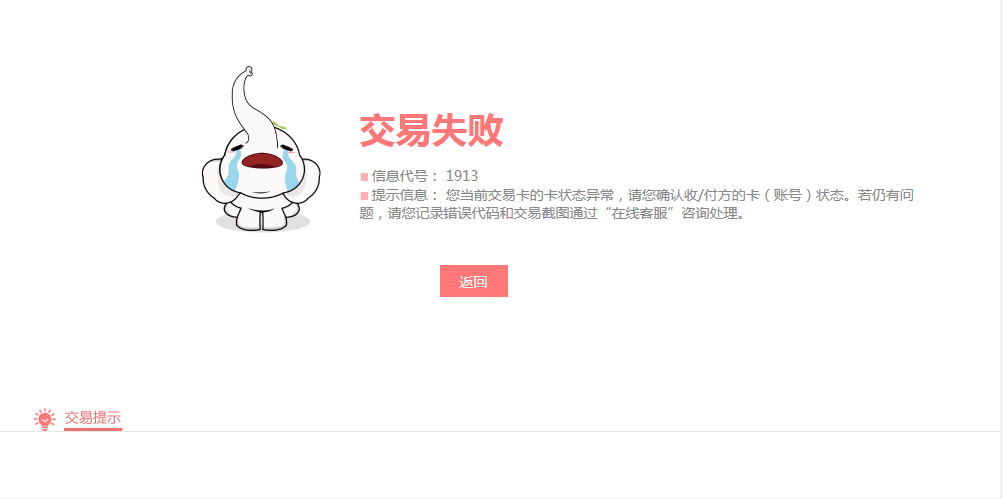 交易失败
信息代号： 1913
提示信息： 您当前交易卡的卡状态异常，请您确认收/付方的卡（账号）状态。若仍有问
题，请您记录错误代码和交易截图通过“在线客服”咨询处理。
返回
交易提示